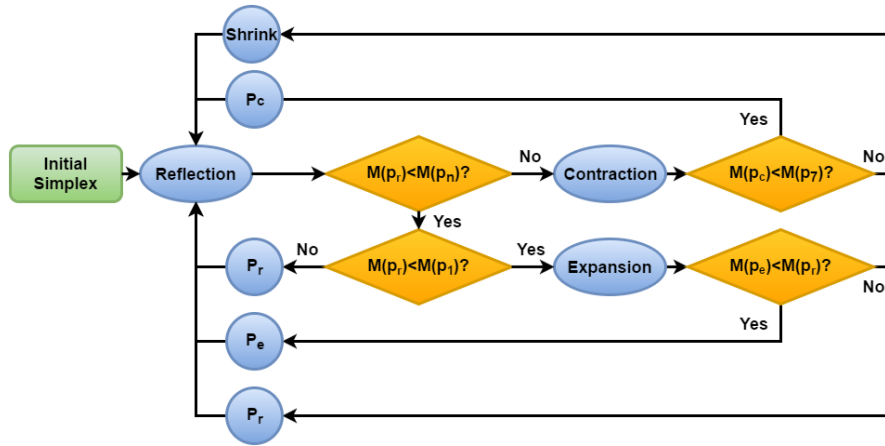 Shrink
Pc
Yes
Initial
Simplex
Reflection
M(pr)<M(pn)?
No
Contraction
M(pc)<M(p7)?
No
Yes
Pr
No
M(pr)<M(p1)?
Yes
Expansion
M(pe)<M(pr)?
No
Yes
Pe
Pr